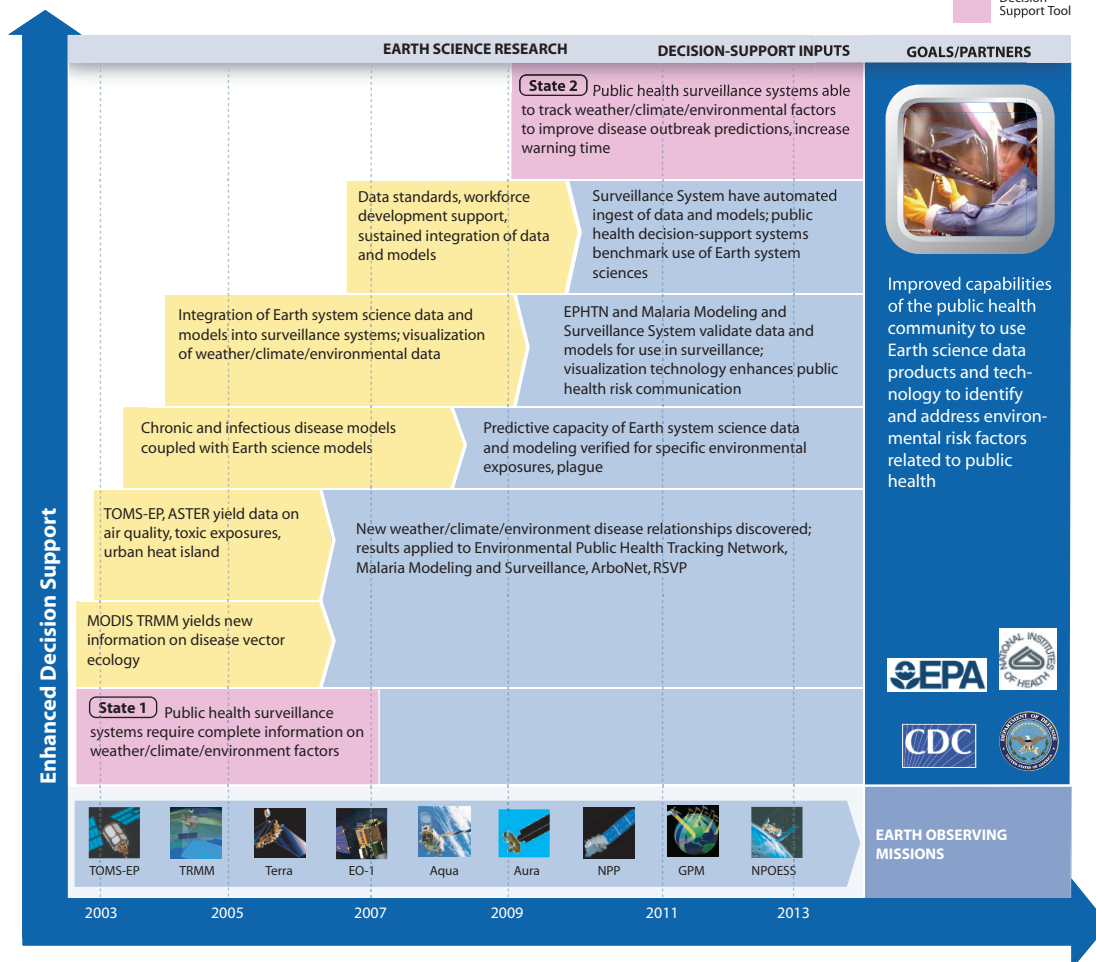 Decision
Support Tool
EARTH SCIENCE RESEARCH
DECISION-SUPPORT INPUTS
GOALS/PARTNERS
State 2 Public health surveillance systems able
to track weather/climate/environmental factors
to improve disease outbreak predictions, increase
warning time
Data standards, workforce
development support,
sustained integration of data
and models
Surveillance System have automated
ingest of data and models; public
health decision-support systems
benchmark use of Earth system
sciences
Integration of Earth system science data and
models into surveillance systems; visualization
of weather/climate/environmental data
EPHTN and Malaria Modeling and
Surveillance System validate data and
models for use in surveillance;
visualization technology enhances public
health risk communication
Chronic and infectious disease models
coupled with Earth science models
Predictive capacity of Earth system science data
and modeling verified for specific environmental
exposures, plague
TOMS-EP, ASTER yield data on
air quality, toxic exposures,
urban heat island
New weather/climate/environment disease relationships discovered;
results applied to Environmental Public Health Tracking Network,
Malaria Modeling and Surveillance, ArboNet, RSVP
MODIS TRMM yields new
information on disease vector
ecology
State 1 Public health surveillance
systems require complete information on
weather/climate/environment factors
Improved capabilities
of the public health
community to use
Earth science data
products and tech-
nology to identify
and address environ-
mental risk factors
related to public
health
EPA
NATIONAL INSTITUTES
OF HEALTH
CDC
DEPARTMENT OF DEFENSE
UNITED STATES OF AMERICA
Enhanced Decision Support
TOMS-EP
TRMM
Terra
EO-1
Aqua
Aura
NPP
GPM
NPOESS
EARTH OBSERVING
MISSIONS
2003
2005
2007
2009
2011
2013